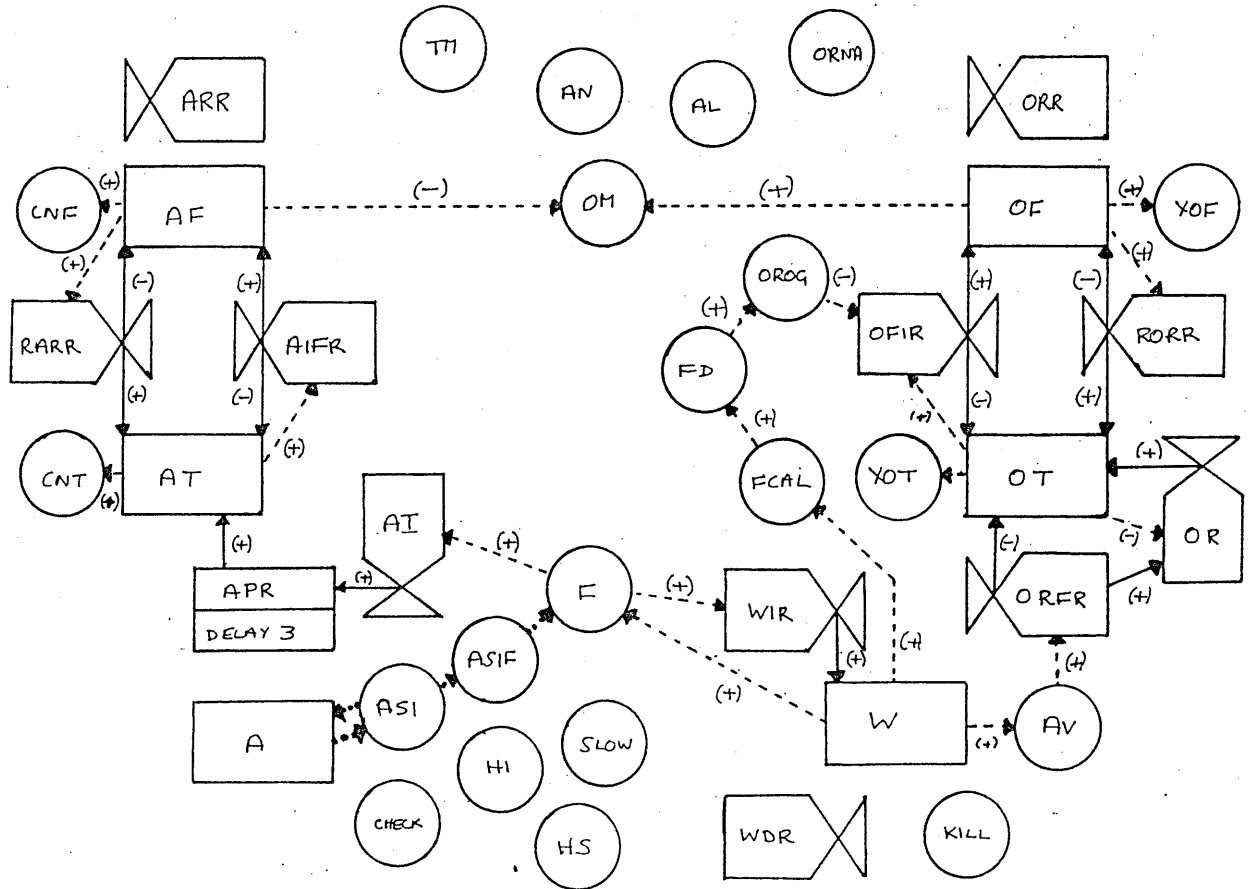 TM
ORNA
AN
AL
ARR
ORR
(+)
CNF
AF
(-)
OM
(+)
OF
(+)
XOF
(+)
(-)
(+)
OROG
(-)
(+)
(-)
(+)
RARR
AIFR
(+)
FD
OFIR
RORR
(+)
(-)
(+)
(+)
(-)
(+)
(+)
CNT
(+)
AT
FCAL
XOT
OT
(+)
OR
AI
(+)
(+)
(-)
(-)
APR
DELAY 3
(+)
F
(+)
WIR
(+)
(+)
ORFR
(+)
ASIF
(+)
(+)
A
ASI
W
(+)
AV
HI
SLOW
CHECK
HS
WDR
KILL